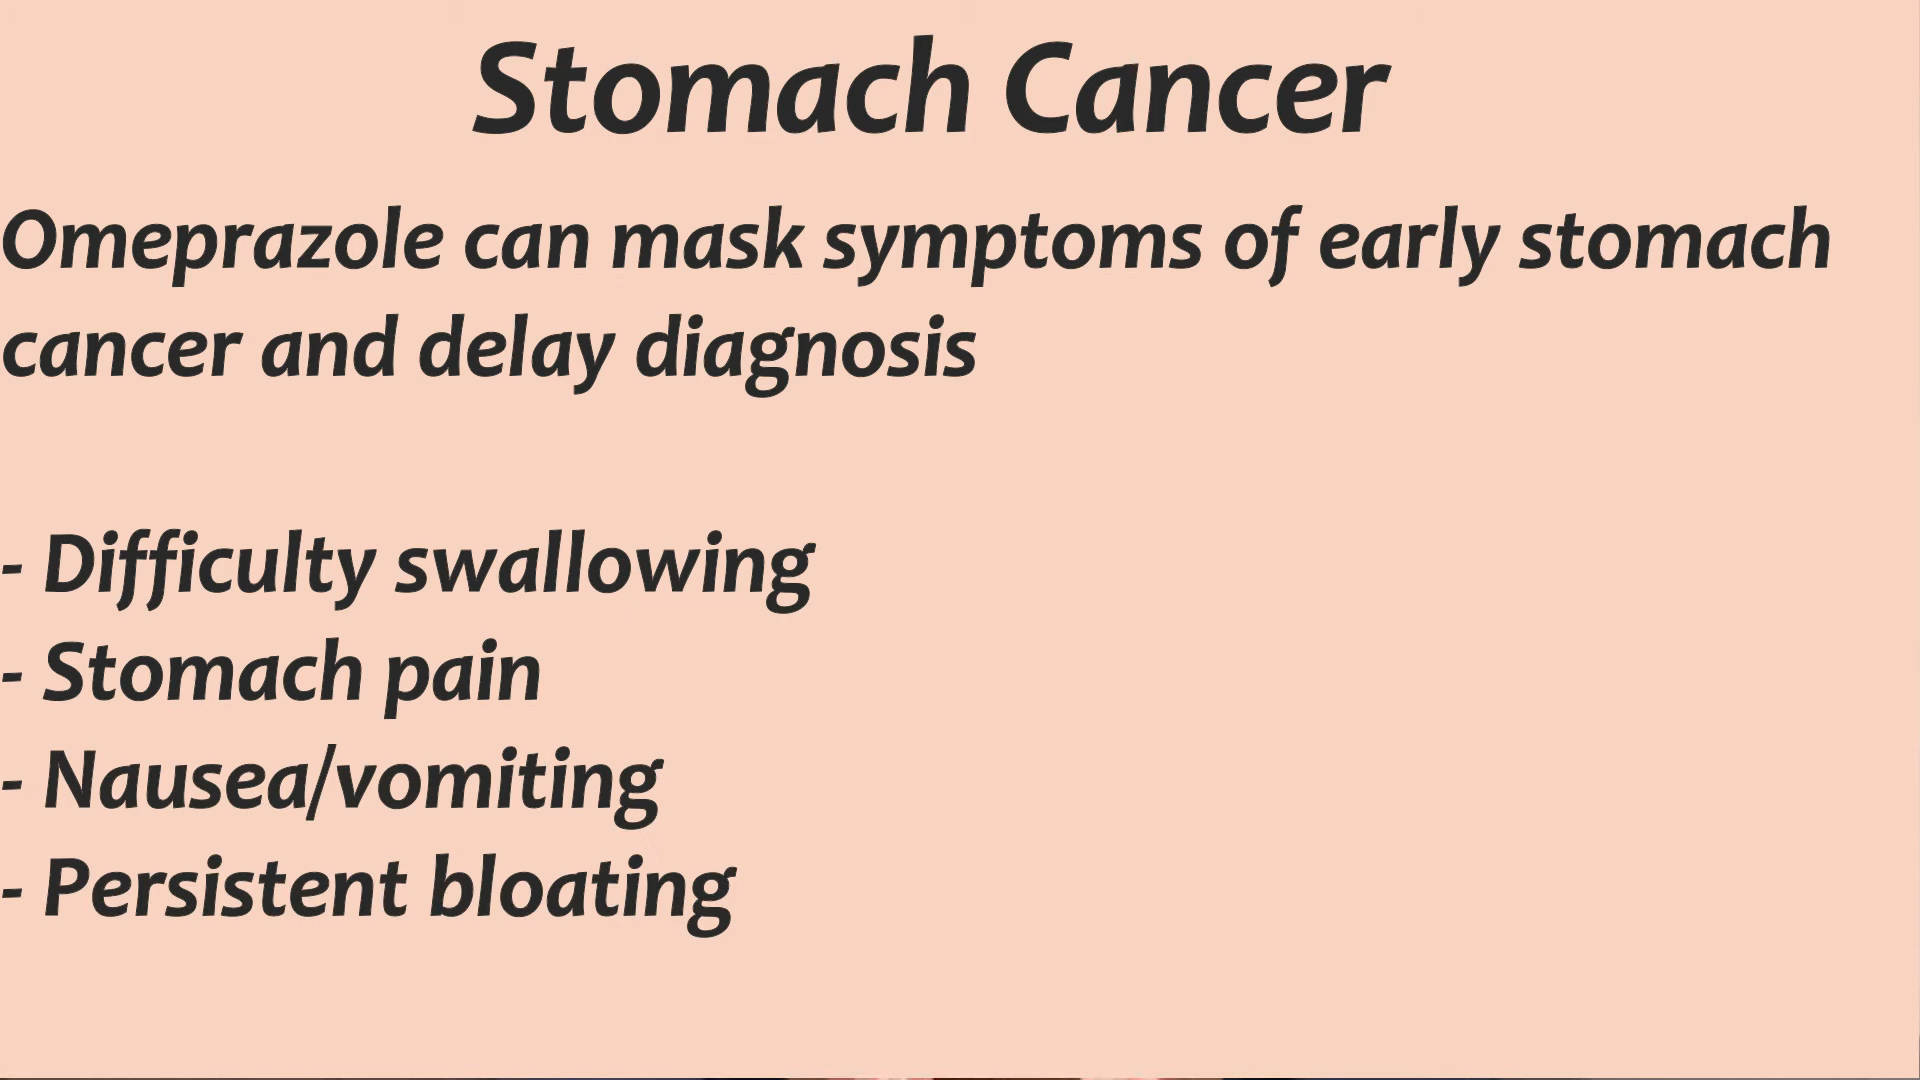 Stomach Cancer
Omeprazole can mask symptoms of early stomach
cancer and delay diagnosis
- Difficulty swallowing
- Stomach pain
- Nausea/vomiting
- Persistent bloating